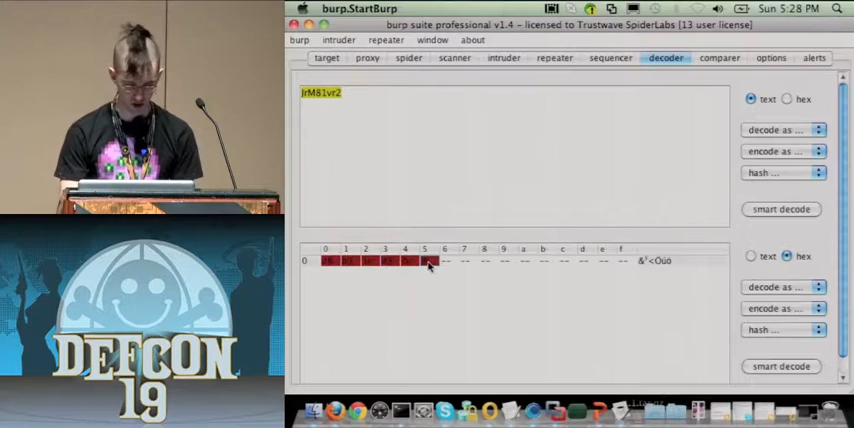 burp.StartBurp
Sun 5:28 PM
burp suite professional v1.4 - licensed to Trustwave SpiderLabs [13 user license]
burp intruder repeater window about
target proxy spider scanner intruder repeater sequencer decoder comparer options alerts
JrM81vr2
text hex
decode as ...
encode as ...
hash ...
smart decode
0 1 2 3 4 5 6 7 8 9 a b c d e f
0 -- -- -- -- -- -- -- -- -- --
text hex
decode as ...
encode as ...
hash ...
smart decode
DEFCON
19